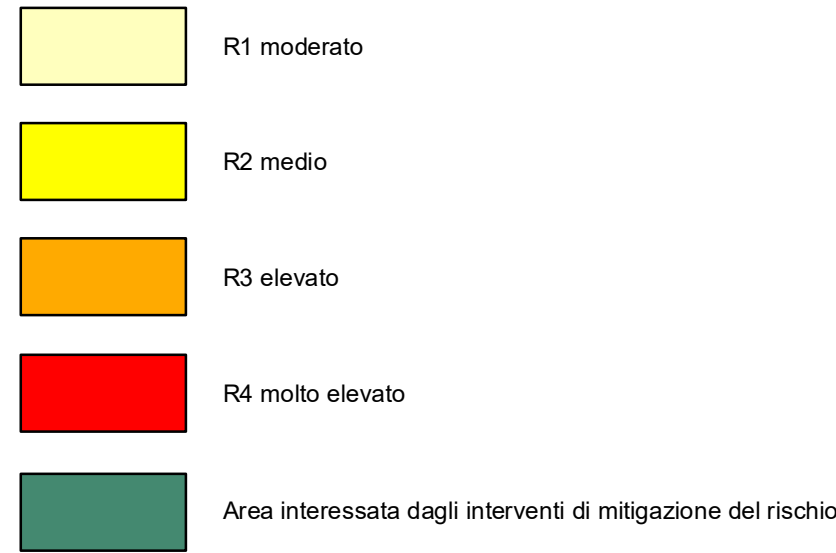 R1 moderato
R2 medio
R3 elevato
R4 molto elevato
Area interessata dagli interventi di mitigazione del rischio